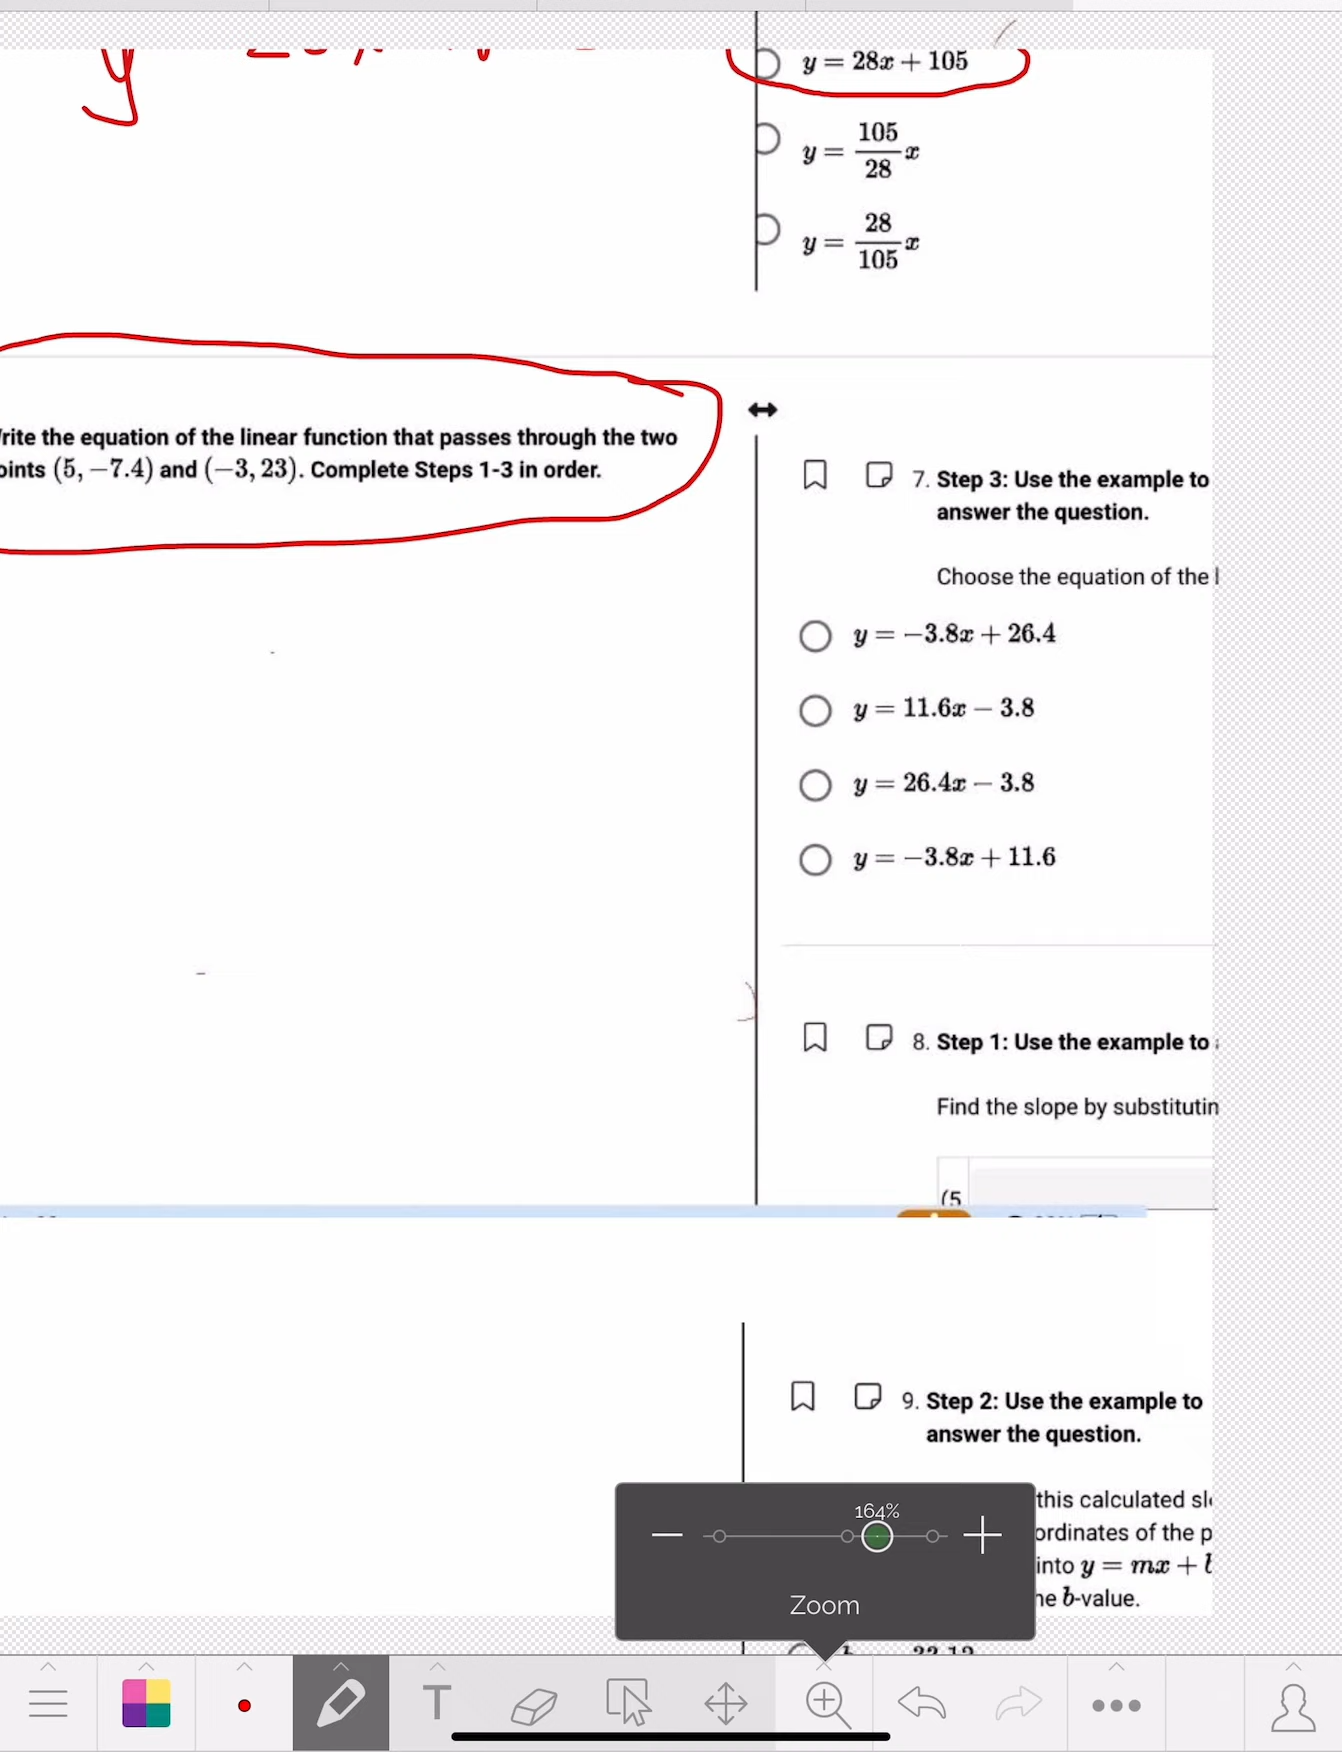 y = 28x + 105
y = 105/28 x
y = 28/105 x
rite the equation of the linear function that passes through the two
oints (5, −7.4) and (−3, 23). Complete Steps 1-3 in order.
7. Step 3: Use the example to
answer the question.
Choose the equation of the l
y = −3.8x + 26.4
y = 11.6x − 3.8
y = 26.4x − 3.8
y = −3.8x + 11.6
8. Step 1: Use the example to
Find the slope by substitutin
(5
9. Step 2: Use the example to
answer the question.
this calculated sl
ordinates of the p
into y = mx + b
he b-value.
164%
Zoom
T